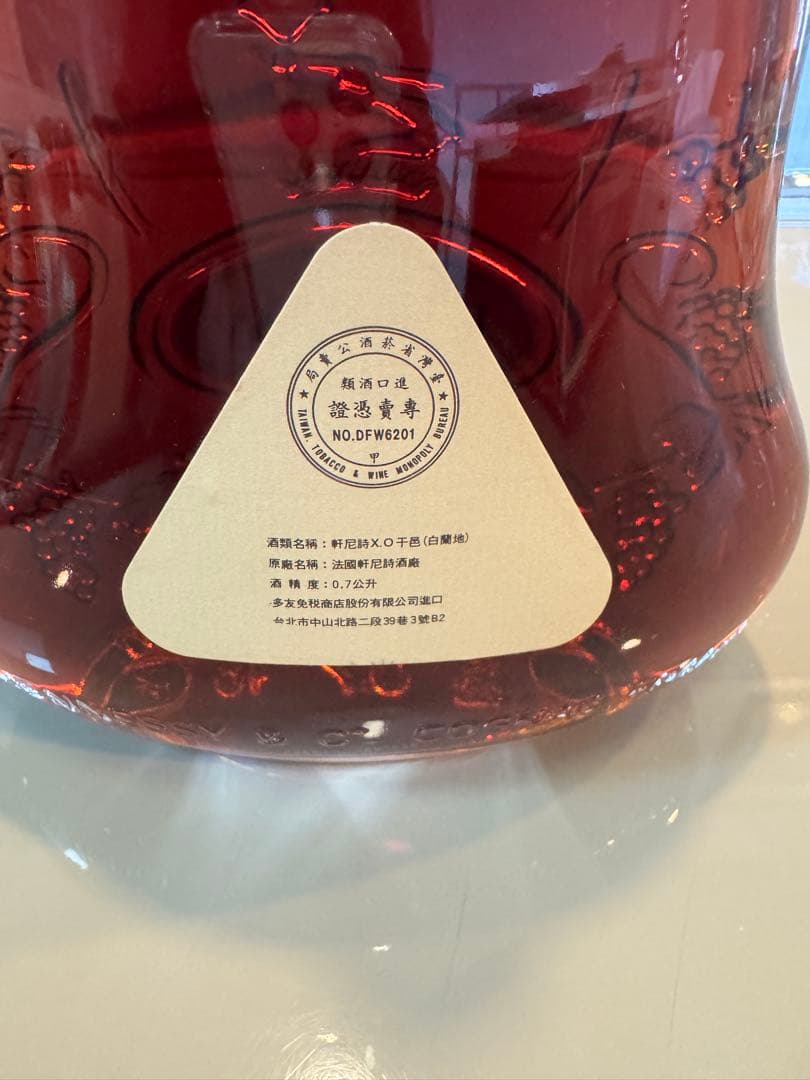 臺灣省菸酒公賣局
進口酒類
專賣憑證
NO.DFW6201
甲
★ TAIWAN. TOBACCO & WINE MONOPOLY BUREAU ★
酒類名稱：軒尼詩X.O干邑(白蘭地)
原廠名稱：法國軒尼詩酒廠
酒精度：0.7公升
多友免税商店股份有限公司進口
台北市中山北路二段39巷3號B2
& Cº COGNAC